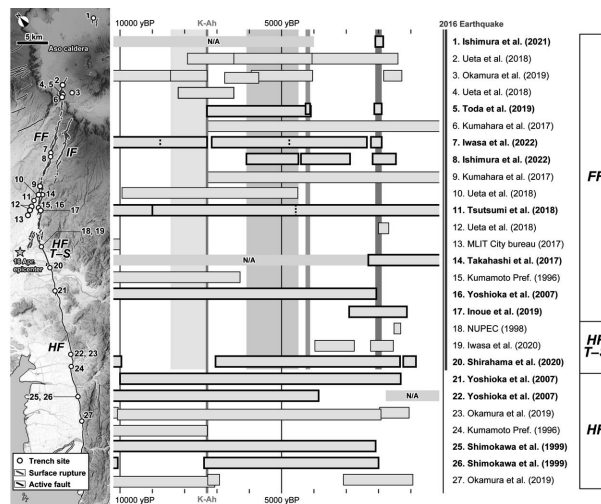 10000 yBP K-Ah 5000 yBP 2016 Earthquake
5 km
Aso caldera
1
N/A
1. Ishimura et al. (2021)
2. Ueta et al. (2018)
3. Okamura et al. (2019)
4. Ueta et al. (2018)
5. Toda et al. (2019)
6. Kumahara et al. (2017)
7. Iwasa et al. (2022)
8. Ishimura et al. (2022)
9. Kumahara et al. (2017)
10. Ueta et al. (2018)
11. Tsutsumi et al. (2018)
12. Ueta et al. (2018)
13. MLIT City bureau (2017)
N/A
14. Takahashi et al. (2017)
15. Kumamoto Pref. (1996)
16. Yoshioka et al. (2007)
17. Inoue et al. (2019)
18. NUPEC (1998)
19. Iwasa et al. (2020)
20. Shirahama et al. (2020)
21. Yoshioka et al. (2007)
22. Yoshioka et al. (2007)
N/A
23. Okamura et al. (2019)
24. Kumamoto Pref. (1996)
25. Shimokawa et al. (1999)
26. Shimokawa et al. (1999)
27. Okamura et al. (2019)
HF
2
4, 5
3
6
FF
IF
7
8
10
9
11
14
12
15, 16
17
13
18, 19
HF
T–S
16 Apr.
epicenter
20
21
HF
22, 23
24
25, 26
27
Trench site
Surface rupture
Active fault
10000 yBP K-Ah 5000 yBP